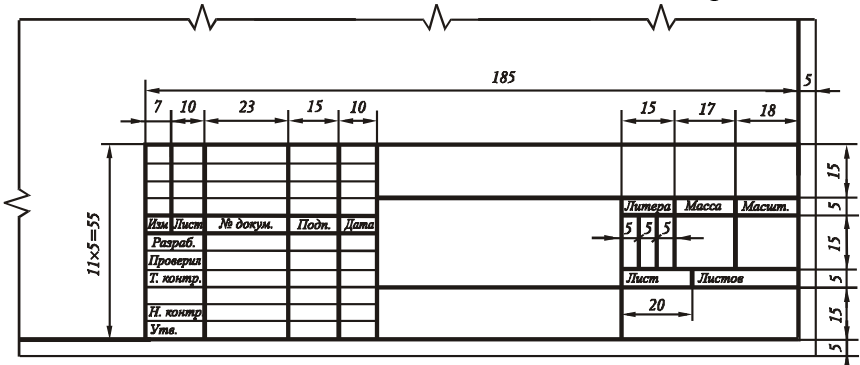 185
5
7 10 23 15 10 15 17 18
15
Литера Масса Масшт. 5
Изм Лист № докум. Подп. Дата
5 5 5
15
11×5=55
Разраб.
Проверил
Т. контр. Лист Листов 5
20
Н. контр 15
Утв.
5